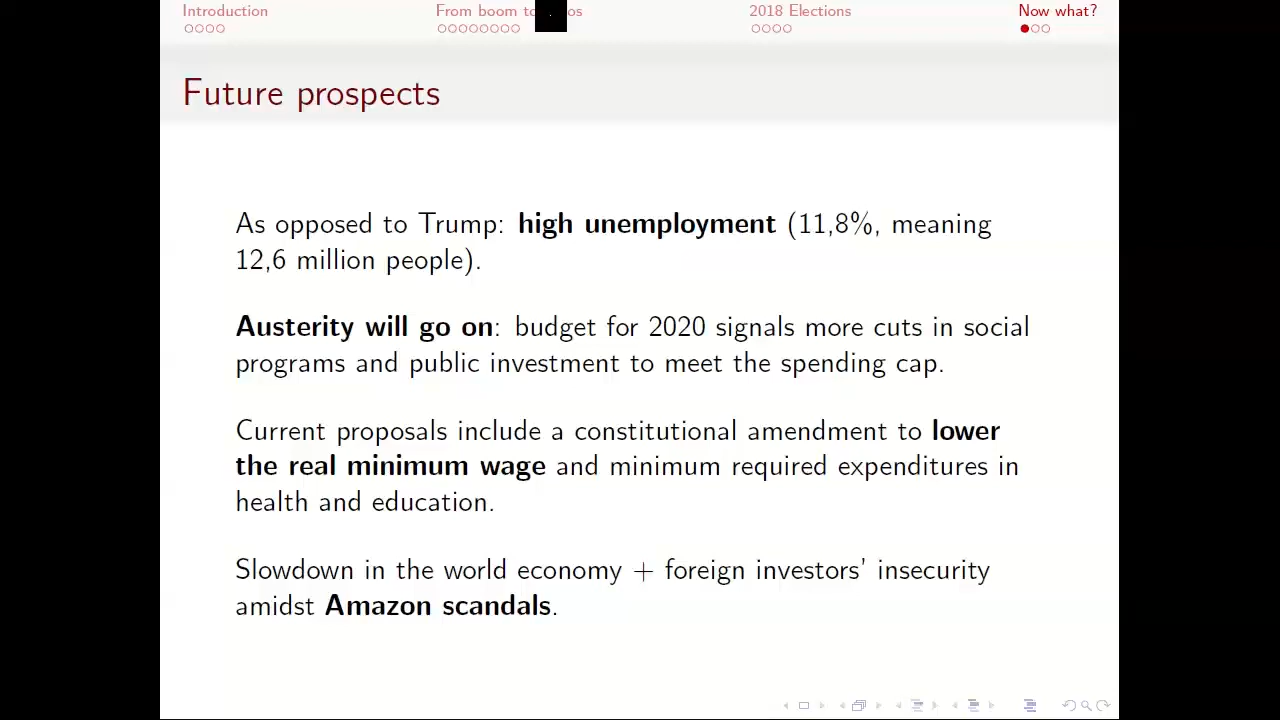 Introduction
From boom to
2018 Elections
Now what?
Future prospects
As opposed to Trump: high unemployment (11,8%, meaning
12,6 million people).
Austerity will go on: budget for 2020 signals more cuts in social
programs and public investment to meet the spending cap.
Current proposals include a constitutional amendment to lower
the real minimum wage and minimum required expenditures in
health and education.
Slowdown in the world economy + foreign investors' insecurity
amidst Amazon scandals.